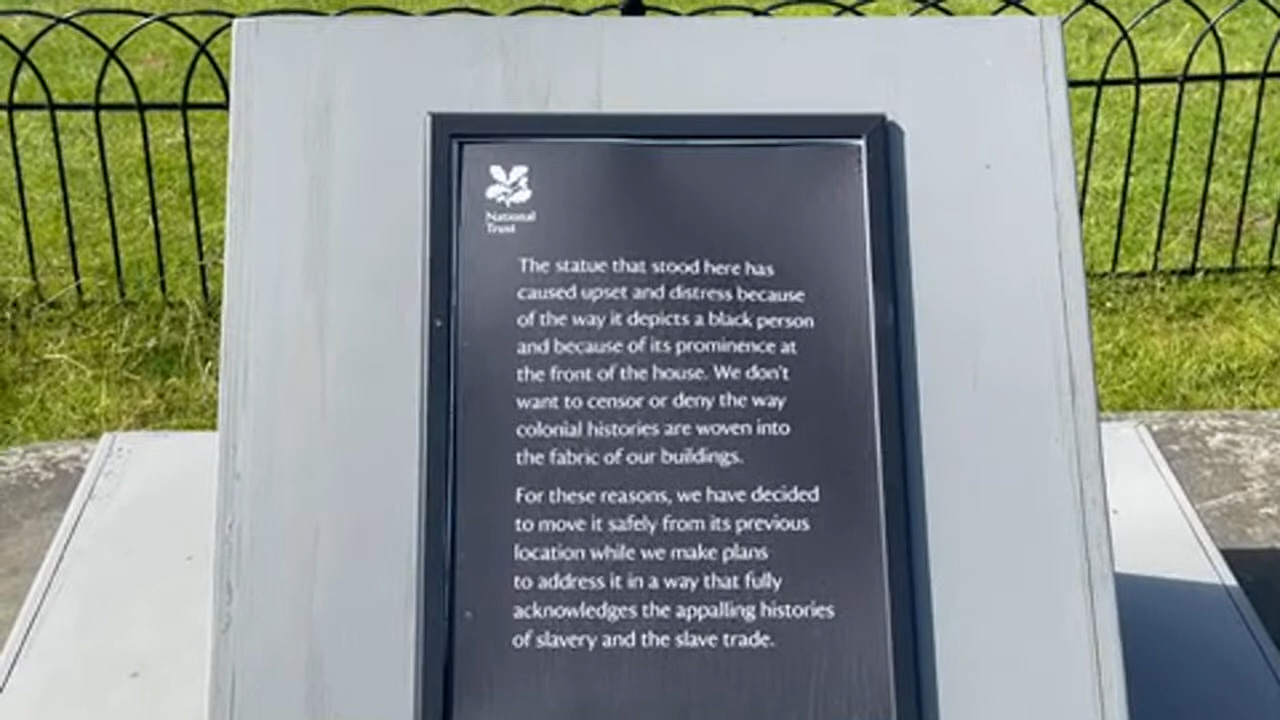 National
Trust
The statue that stood here has
caused upset and distress because
of the way it depicts a black person
and because of its prominence at
the front of the house. We don't
want to censor or deny the way
colonial histories are woven into
the fabric of our buildings.
For these reasons, we have decided
to move it safely from its previous
location while we make plans
to address it in a way that fully
acknowledges the appalling histories
of slavery and the slave trade.